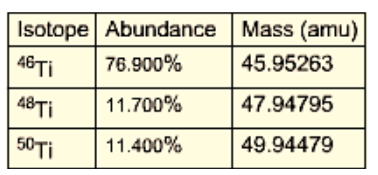 Isotope Abundance Mass (amu)
⁴⁶Ti 76.900% 45.95263
⁴⁸Ti 11.700% 47.94795
⁵⁰Ti 11.400% 49.94479